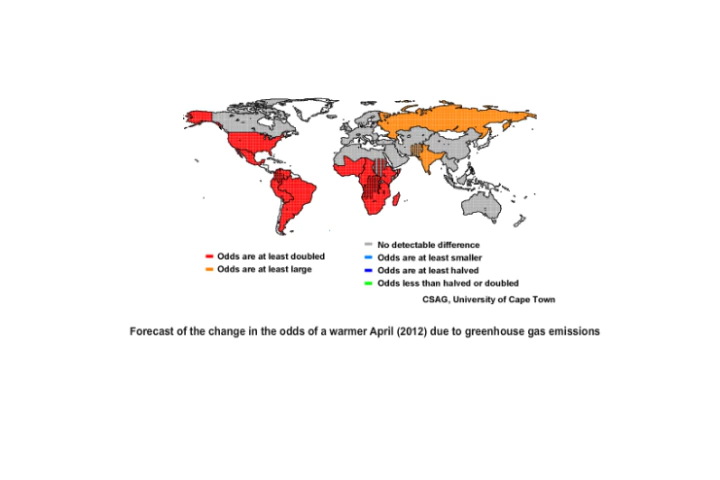 Odds are at least doubled
Odds are at least large
No detectable difference
Odds are at least smaller
Odds are at least halved
Odds less than halved or doubled
CSAG, University of Cape Town
Forecast of the change in the odds of a warmer April (2012) due to greenhouse gas emissions